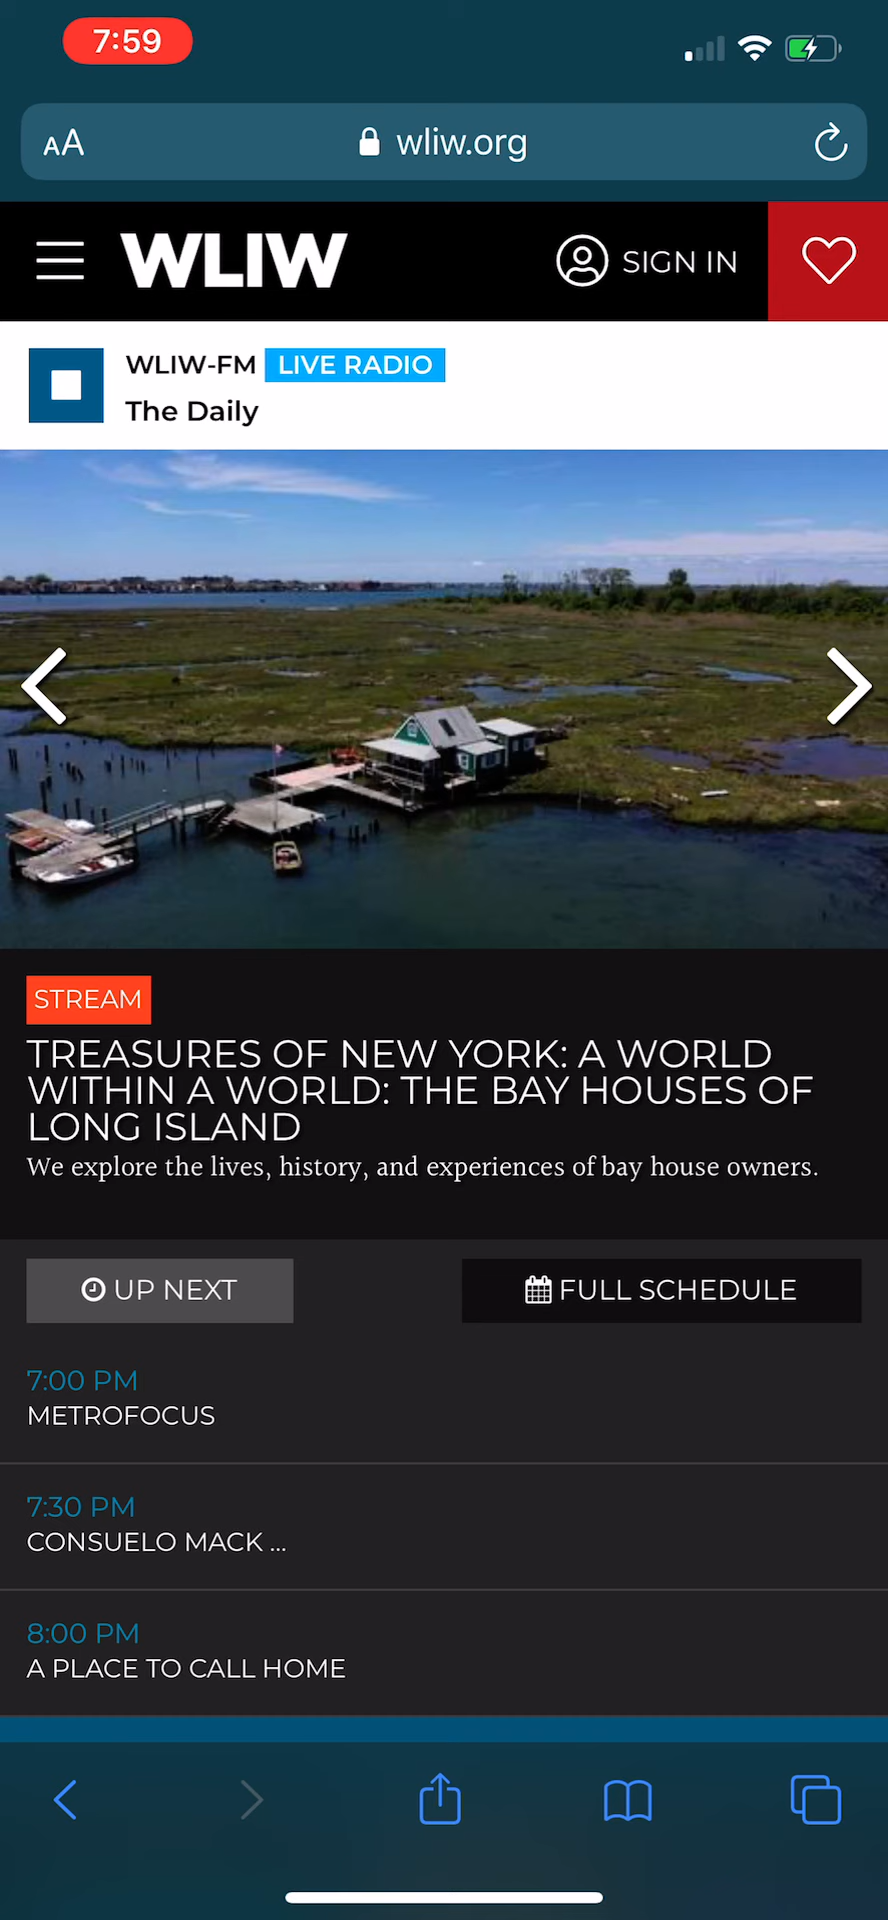 7:59
AA
wliw.org
WLIW
SIGN IN
WLIW-FM LIVE RADIO
The Daily
STREAM
TREASURES OF NEW YORK: A WORLD
WITHIN A WORLD: THE BAY HOUSES OF
LONG ISLAND
We explore the lives, history, and experiences of bay house owners.
UP NEXT
FULL SCHEDULE
7:00 PM
METROFOCUS
7:30 PM
CONSUELO MACK ...
8:00 PM
A PLACE TO CALL HOME